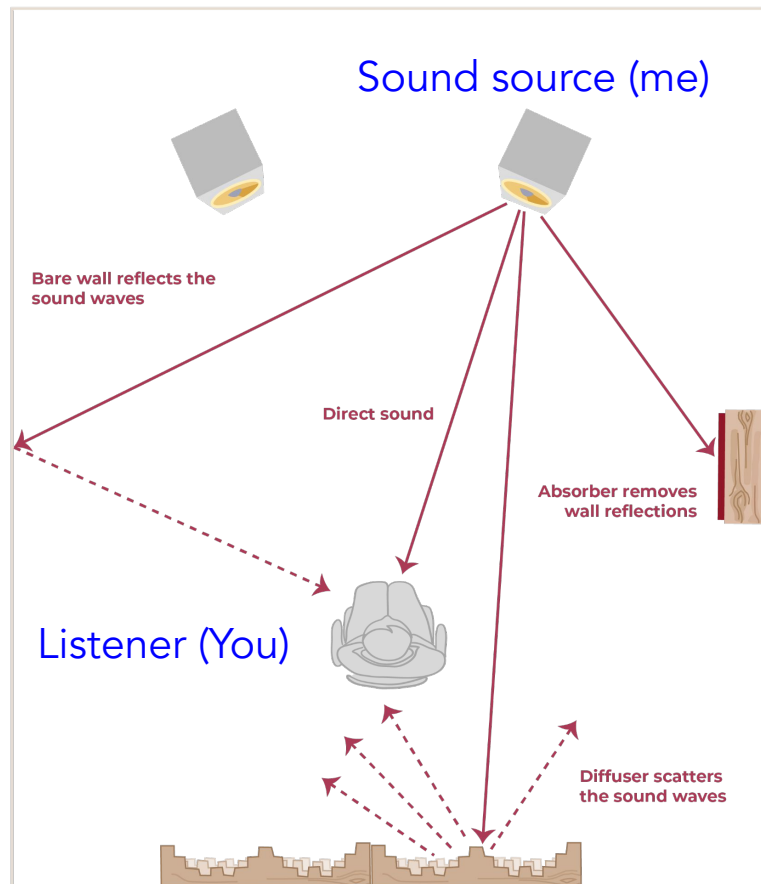 Sound source (me)
Bare wall reflects the
sound waves
Direct sound
Absorber removes
wall reflections
Listener (You)
Diffuser scatters
the sound waves